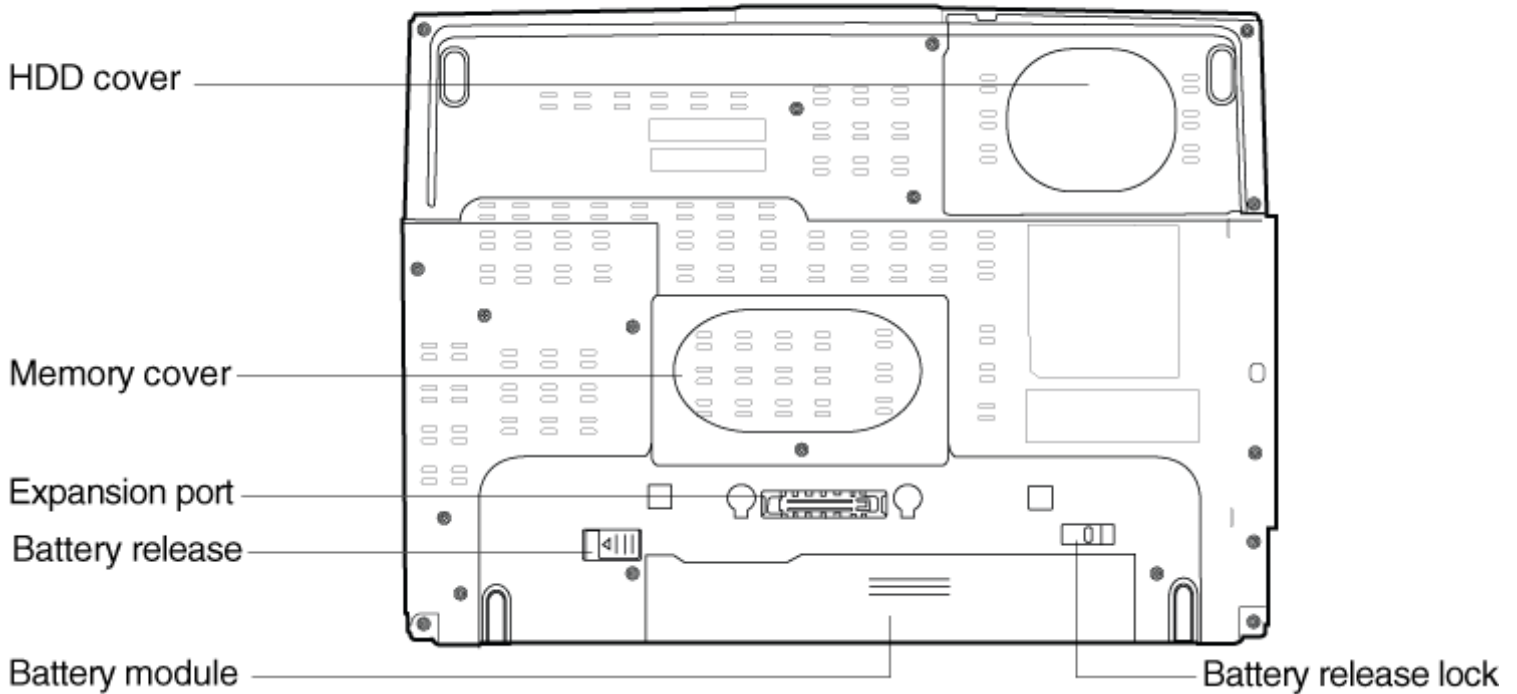 HDD cover
Memory cover
Expansion port
Battery release
Battery module
Battery release lock